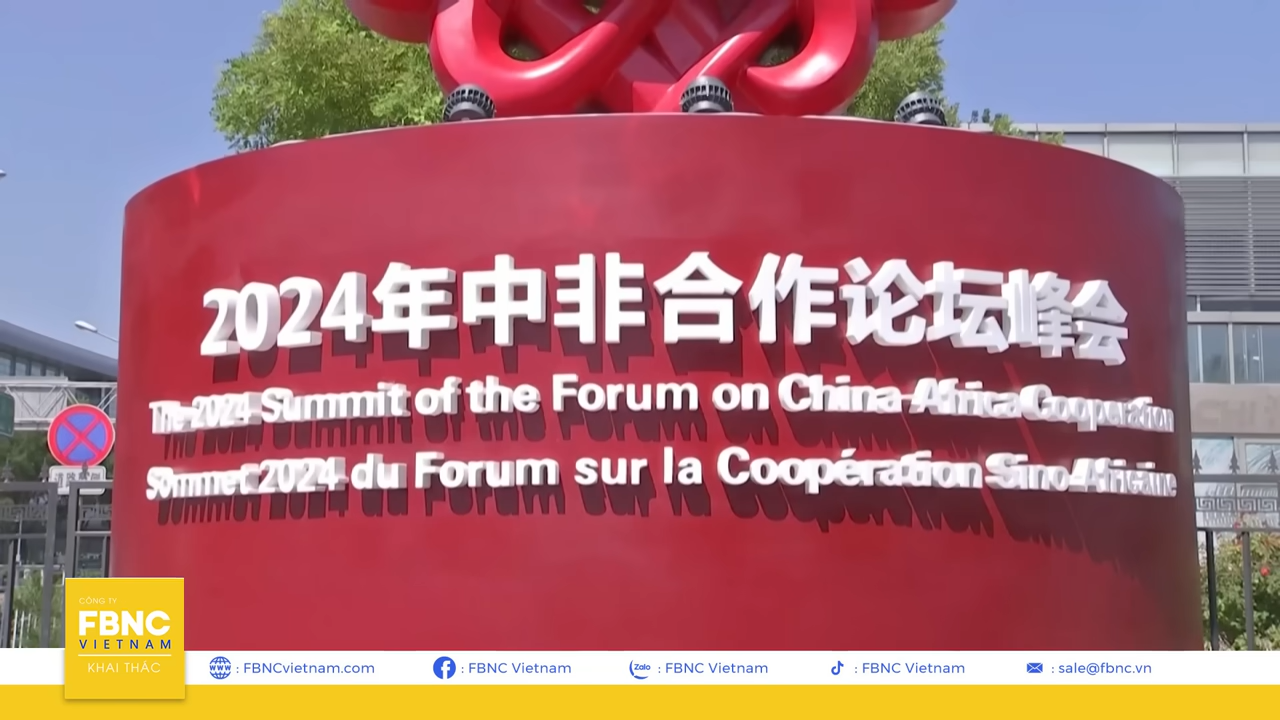 2024年中非合作论坛峰会
The 2024 Summit of the Forum on China-Africa Cooperation
Sommet 2024 du Forum sur la Coopération Sino-Africaine
CÔNG TY
FBNC
VIETNAM
KHAI THÁC
: FBNCvietnam.com
: FBNC Vietnam
Zalo : FBNC Vietnam
: FBNC Vietnam
: sale@fbnc.vn